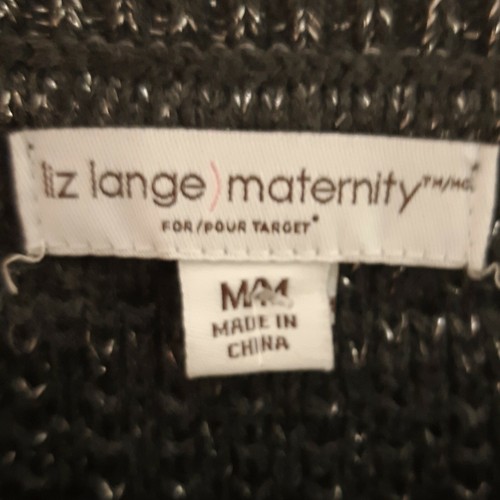 liz lange) maternity™/MC.
FOR/POUR TARGET*
M/M
MADE IN
CHINA